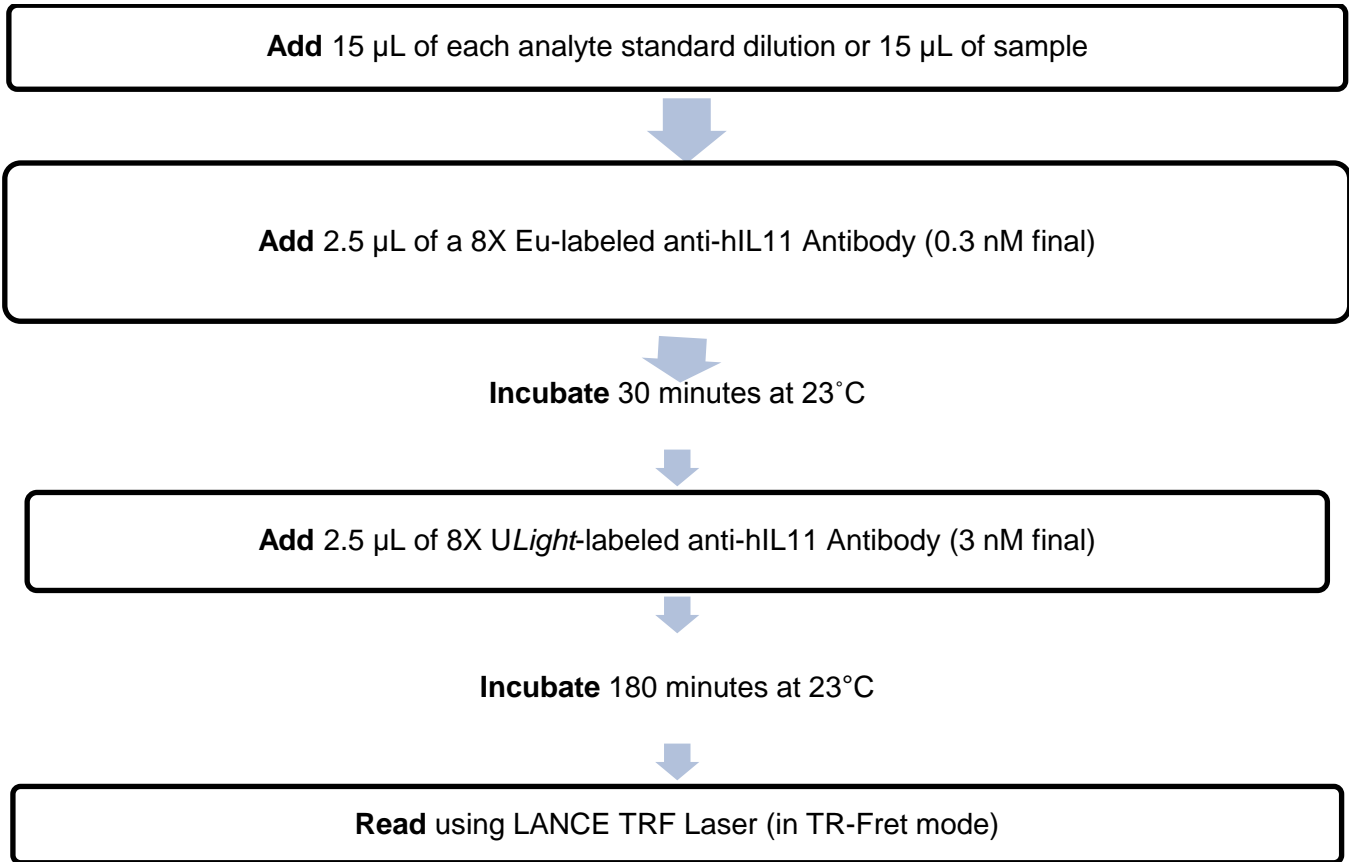 Add 15 µL of each analyte standard dilution or 15 µL of sample
Add 2.5 µL of a 8X Eu-labeled anti-hIL11 Antibody (0.3 nM final)
Incubate 30 minutes at 23˚C
Add 2.5 µL of 8X ULight-labeled anti-hIL11 Antibody (3 nM final)
Incubate 180 minutes at 23°C
Read using LANCE TRF Laser (in TR-Fret mode)